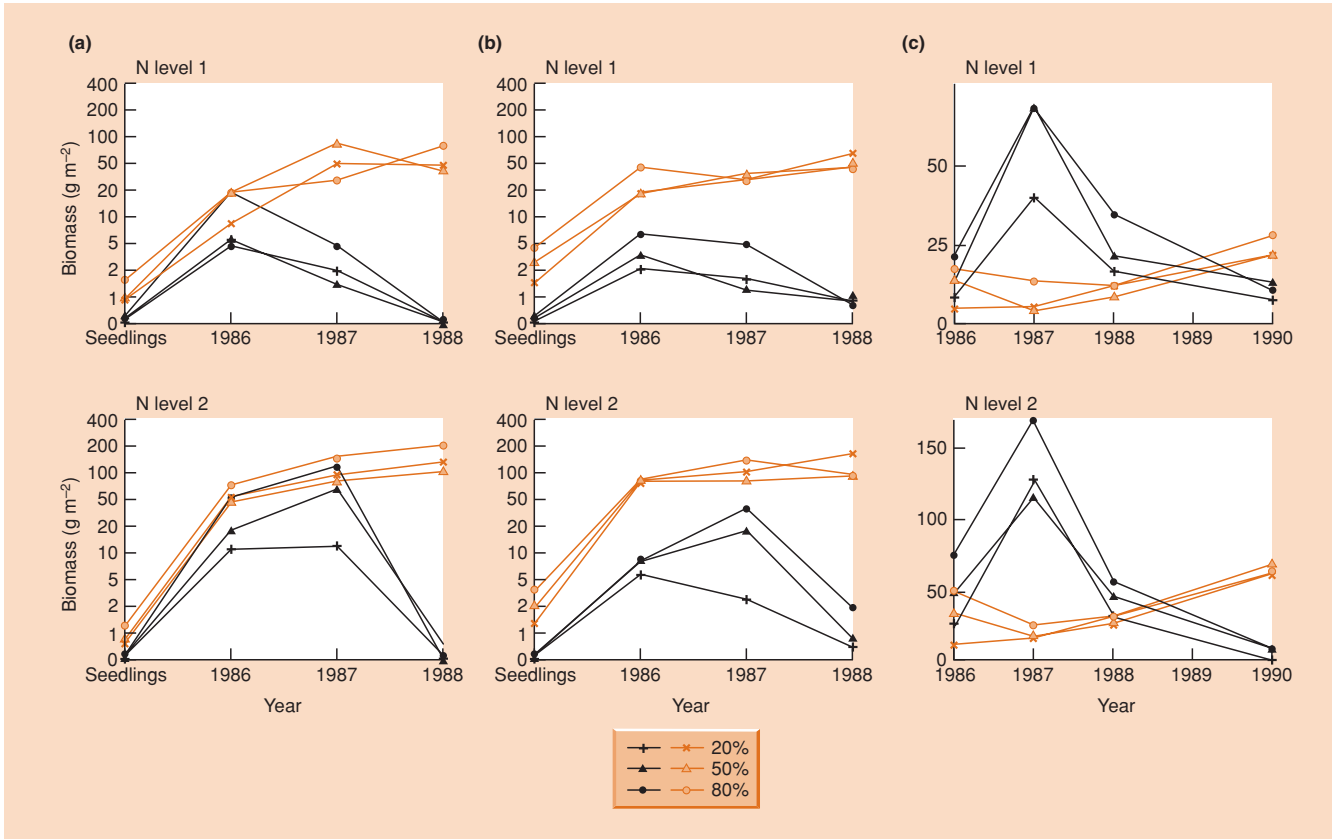 (a)
N level 1
Biomass (g m−2)
400
200
100
50
20
10
5
2
1
0
Seedlings 1986 1987 1988
(b)
N level 1
400
200
100
50
20
10
5
2
1
0
Seedlings 1986 1987 1988
(c)
N level 1
50
25
0
1986 1987 1988 1989 1990
N level 2
Biomass (g m−2)
400
200
100
50
20
10
5
2
1
0
Seedlings 1986 1987 1988
Year
N level 2
400
200
100
50
20
10
5
2
1
0
Seedlings 1986 1987 1988
Year
N level 2
150
100
50
0
1986 1987 1988 1989 1990
Year
20%
50%
80%